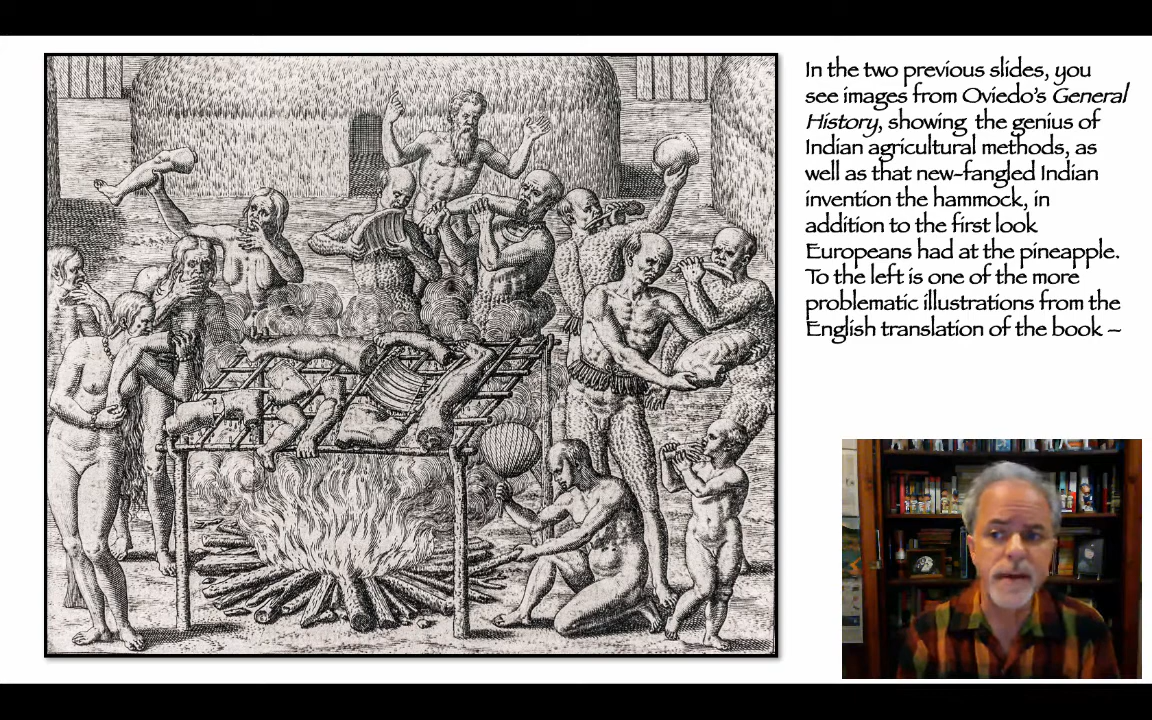 In the two previous slides, you
see images from Oviedo's General
History, showing the genius of
Indian agricultural methods, as
well as that new-fangled Indian
invention the hammock, in
addition to the first look
Europeans had at the pineapple.
To the left is one of the more
problematic illustrations from the
English translation of the book –